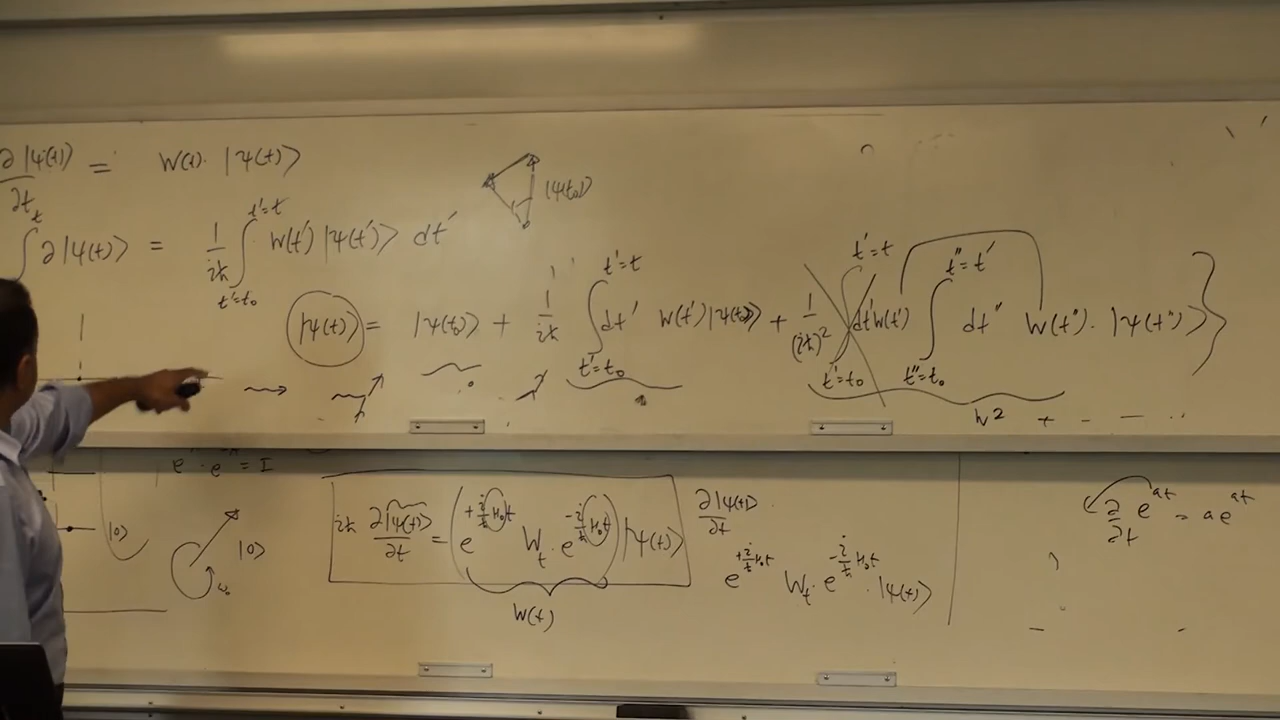 ∂|ψ(t)⟩/∂t = W(t)·|ψ(t)⟩
|ψ(t₀)⟩
∫^t ∂|ψ(t)⟩ = 1/iℏ ∫_{t'=t₀}^{t'=t} W(t')|ψ(t')⟩ dt'
|ψ(t)⟩ = |ψ(t₀)⟩ + 1/iℏ ∫_{t'=t₀}^{t'=t} dt' W(t')|ψ(t₀)⟩ + 1/(iℏ)² ∫_{t'=t₀}^{t'=t} dt' W(t') ∫_{t''=t₀}^{t''=t'} dt'' W(t'')·|ψ(t'')⟩}
W² + - - ..
= I
|0⟩
|0⟩
iℏ ∂|ψ(t)⟩/∂t = (e^{+i/ℏ H₀t} W_t · e^{-i/ℏ H₀t})|ψ(t)⟩
W(t)
∂|ψ(t)⟩/∂t
e^{+i/ℏ H₀t} W_t · e^{-i/ℏ H₀t} · |ψ(t)⟩
∂/∂t e^{at} = a e^{at}